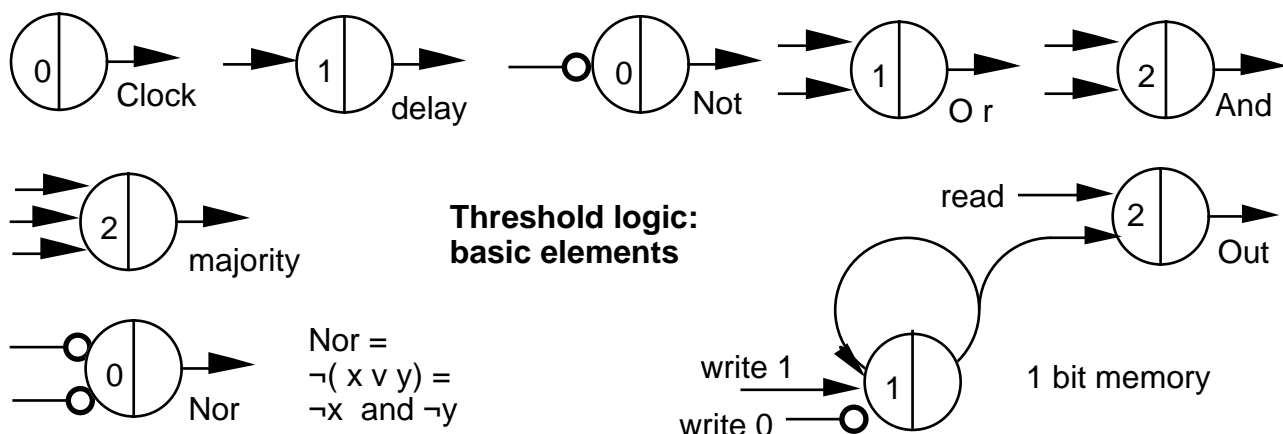 0
Clock
1
delay
0
Not
1
O r
2
And
2
majority
Threshold logic:
basic elements
read
2
Out
0
Nor
Nor =
¬( x v y) =
¬x and ¬y
write 1
1
write 0
1 bit memory